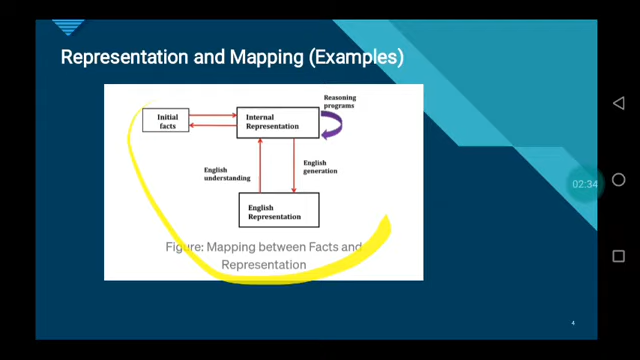 Representation and Mapping (Examples)
Reasoning
programs
Initial
facts
Internal
Representation
English
understanding
English
generation
English
Representation
Figure: Mapping between Facts and
Representation
02:34
4